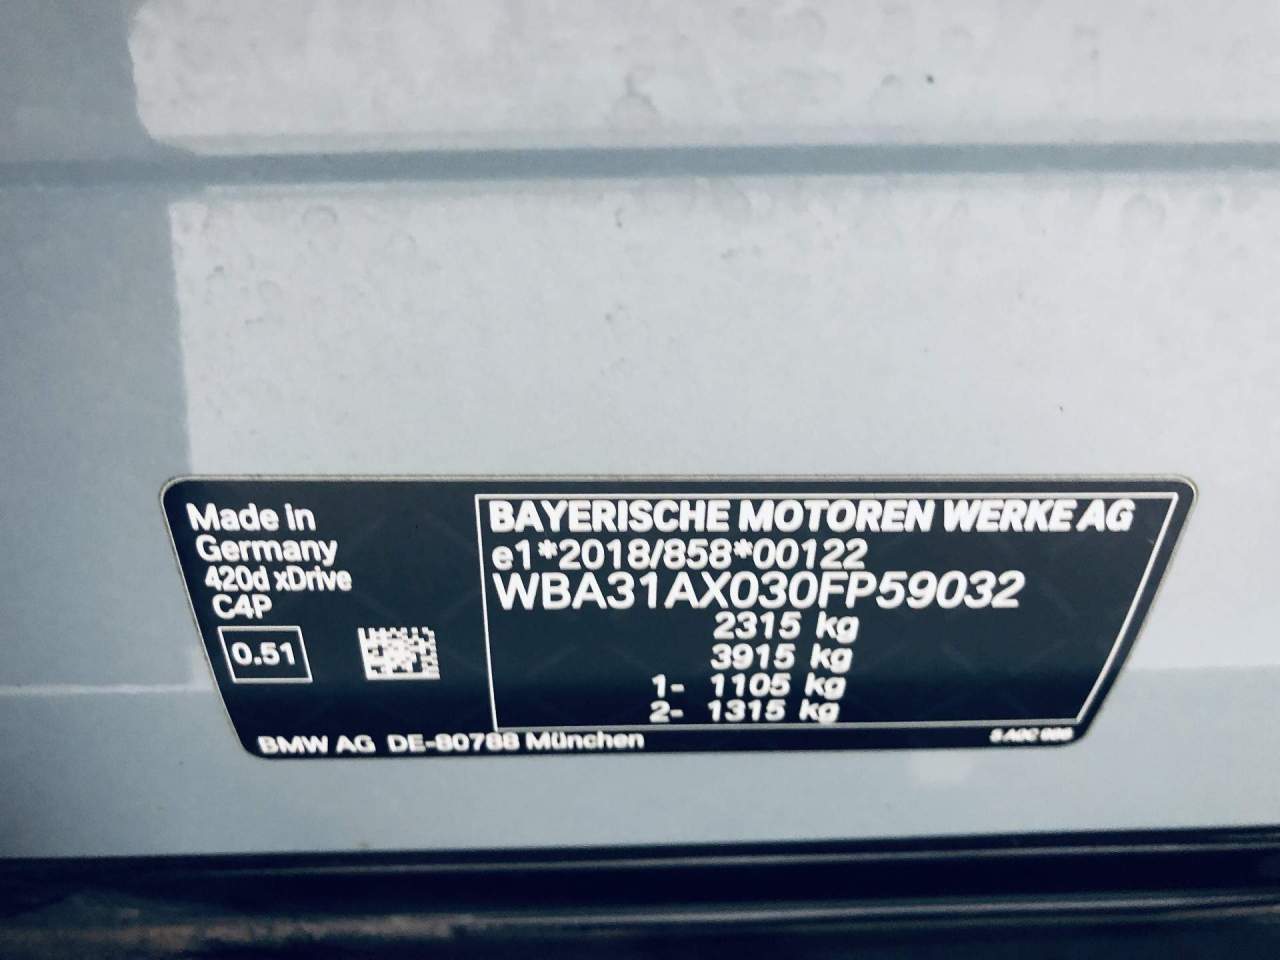 Made in
Germany
420d xDrive
C4P
0.51
BAYERISCHE MOTOREN WERKE AG
e1*2018/858*00122
WBA31AX030FP59032
2315 kg
3915 kg
1- 1105 kg
2- 1315 kg
BMW AG DE-80788 München